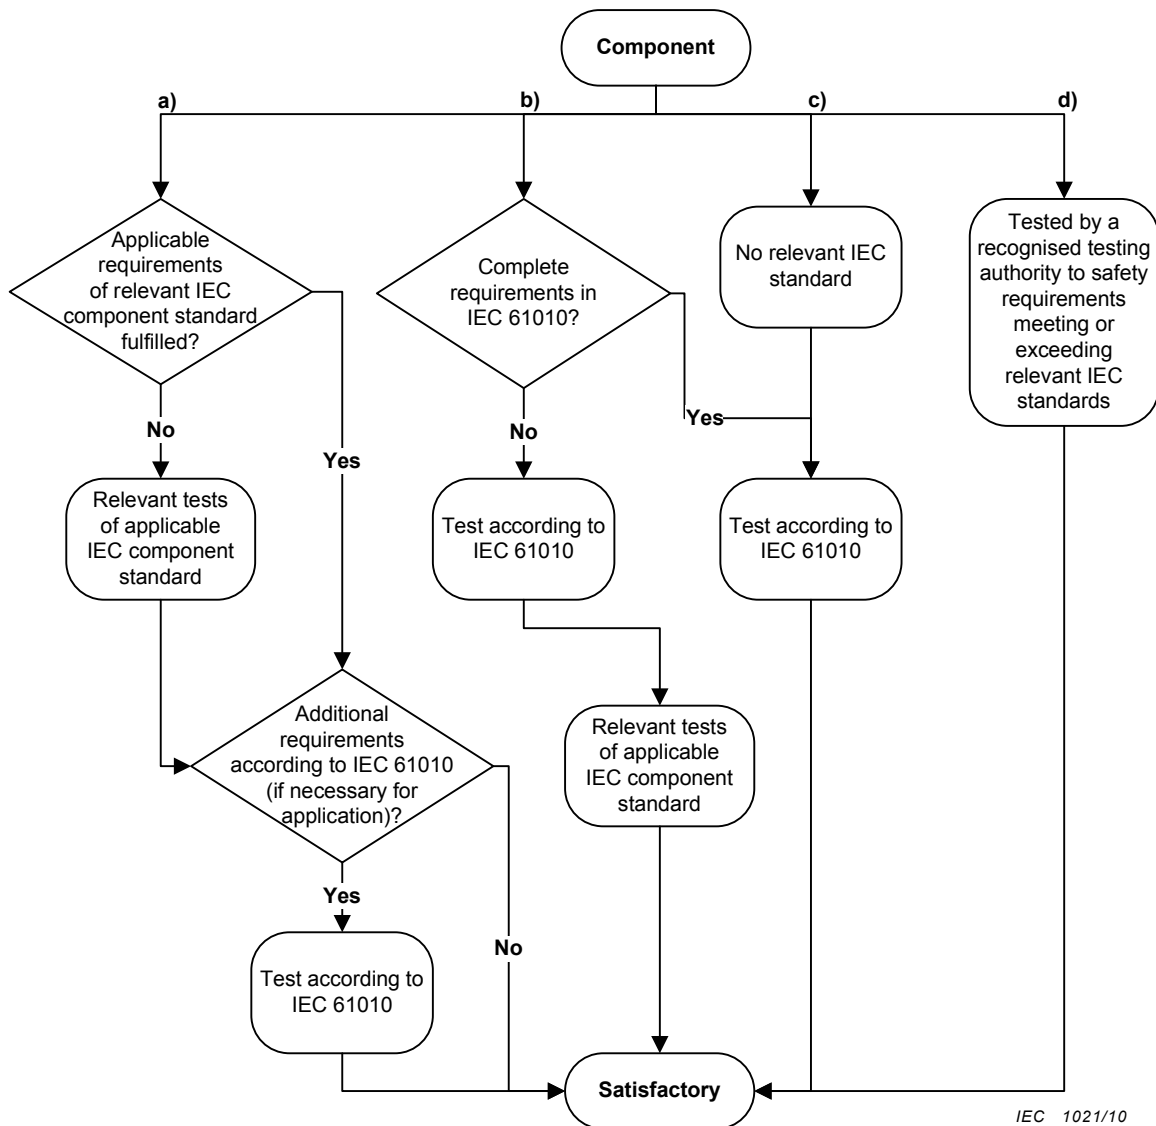 Component
a)
b)
c)
d)
Applicable
requirements
of relevant IEC
component standard
fulfilled?
Complete
requirements in
IEC 61010?
No relevant IEC
standard
Tested by a
recognised testing
authority to safety
requirements
meeting or
exceeding
relevant IEC
standards
No
Yes
No
Yes
Relevant tests
of applicable
IEC component
standard
Test according to
IEC 61010
Test according to
IEC 61010
Additional
requirements
according to IEC 61010
(if necessary for
application)?
Relevant tests
of applicable
IEC component
standard
Yes
No
Test according to
IEC 61010
Satisfactory
IEC 1021/10